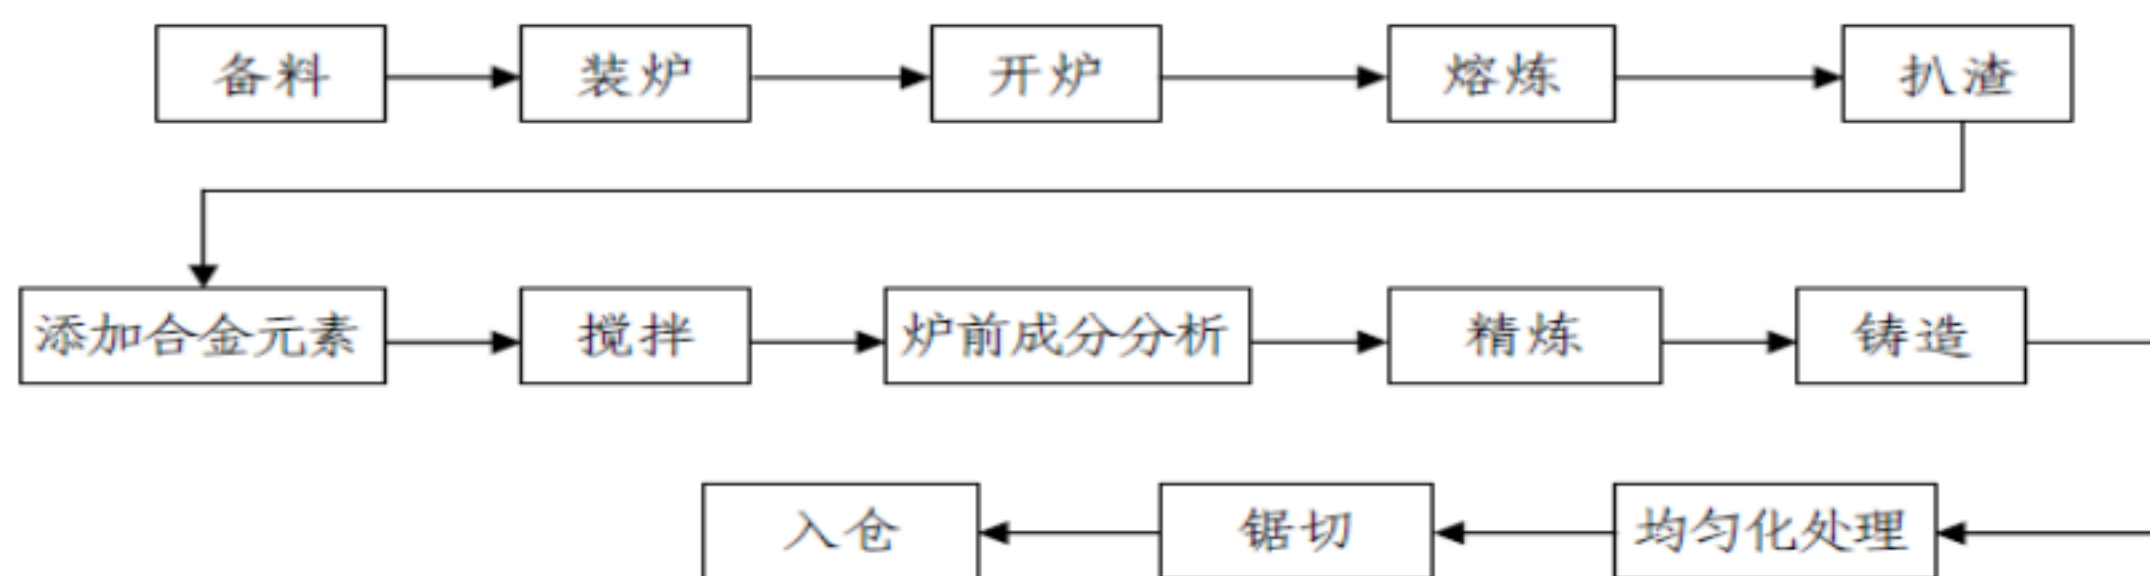 备料 装炉 开炉 熔炼 扒渣
添加合金元素 搅拌 炉前成分分析 精炼 铸造
入仓 锯切 均匀化处理